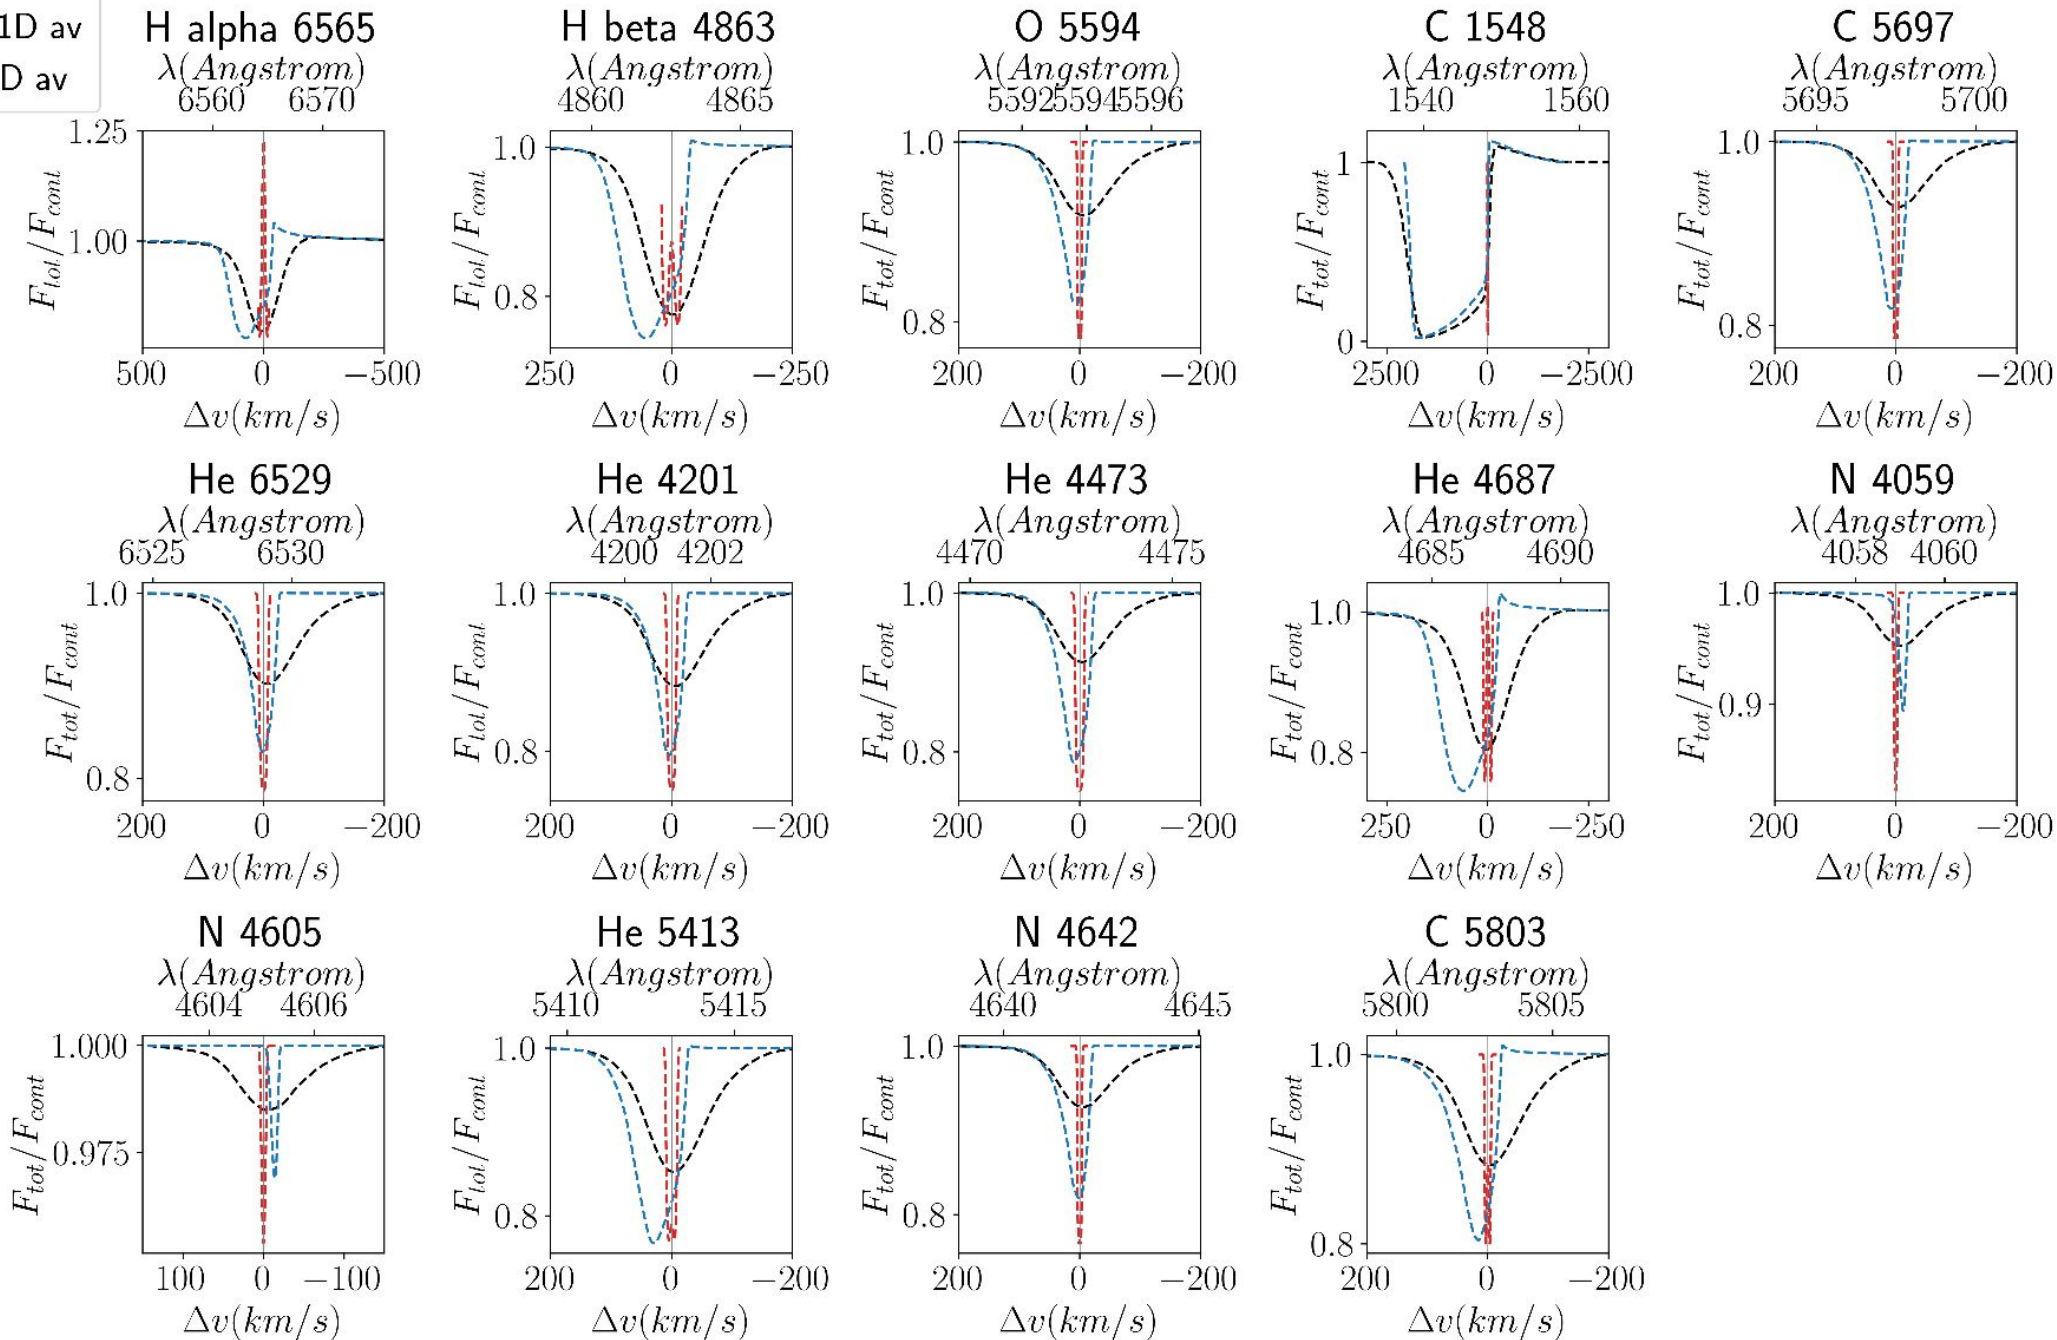 1D av
D av
H alpha 6565
λ(Angstrom)
6560 6570
1.25
1.00
F_tot/F_cont
500 0 −500
Δv(km/s)
H beta 4863
λ(Angstrom)
4860 4865
1.0
0.8
F_tot/F_cont
250 0 −250
Δv(km/s)
O 5594
λ(Angstrom)
5592 5594 5596
1.0
0.8
F_tot/F_cont
200 0 −200
Δv(km/s)
C 1548
λ(Angstrom)
1540 1560
1
0
F_tot/F_cont
2500 0 −2500
Δv(km/s)
C 5697
λ(Angstrom)
5695 5700
1.0
0.8
F_tot/F_cont
200 0 −200
Δv(km/s)
He 6529
λ(Angstrom)
6525 6530
1.0
0.8
F_tot/F_cont
200 0 −200
Δv(km/s)
He 4201
λ(Angstrom)
4200 4202
1.0
0.8
F_tot/F_cont
200 0 −200
Δv(km/s)
He 4473
λ(Angstrom)
4470 4475
1.0
0.8
F_tot/F_cont
200 0 −200
Δv(km/s)
He 4687
λ(Angstrom)
4685 4690
1.0
0.8
F_tot/F_cont
250 0 −250
Δv(km/s)
N 4059
λ(Angstrom)
4058 4060
1.0
0.9
F_tot/F_cont
200 0 −200
Δv(km/s)
N 4605
λ(Angstrom)
4604 4606
1.000
0.975
F_tot/F_cont
100 0 −100
Δv(km/s)
He 5413
λ(Angstrom)
5410 5415
1.0
0.8
F_tot/F_cont
200 0 −200
Δv(km/s)
N 4642
λ(Angstrom)
4640 4645
1.0
0.8
F_tot/F_cont
200 0 −200
Δv(km/s)
C 5803
λ(Angstrom)
5800 5805
1.0
0.8
F_tot/F_cont
200 0 −200
Δv(km/s)